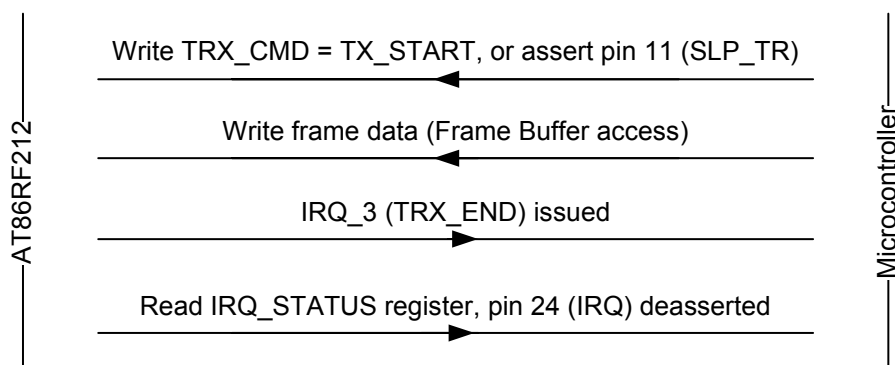 Write TRX_CMD = TX_START, or assert pin 11 (SLP_TR)
Write frame data (Frame Buffer access)
IRQ_3 (TRX_END) issued
Read IRQ_STATUS register, pin 24 (IRQ) deasserted
AT86RF212
Microcontroller